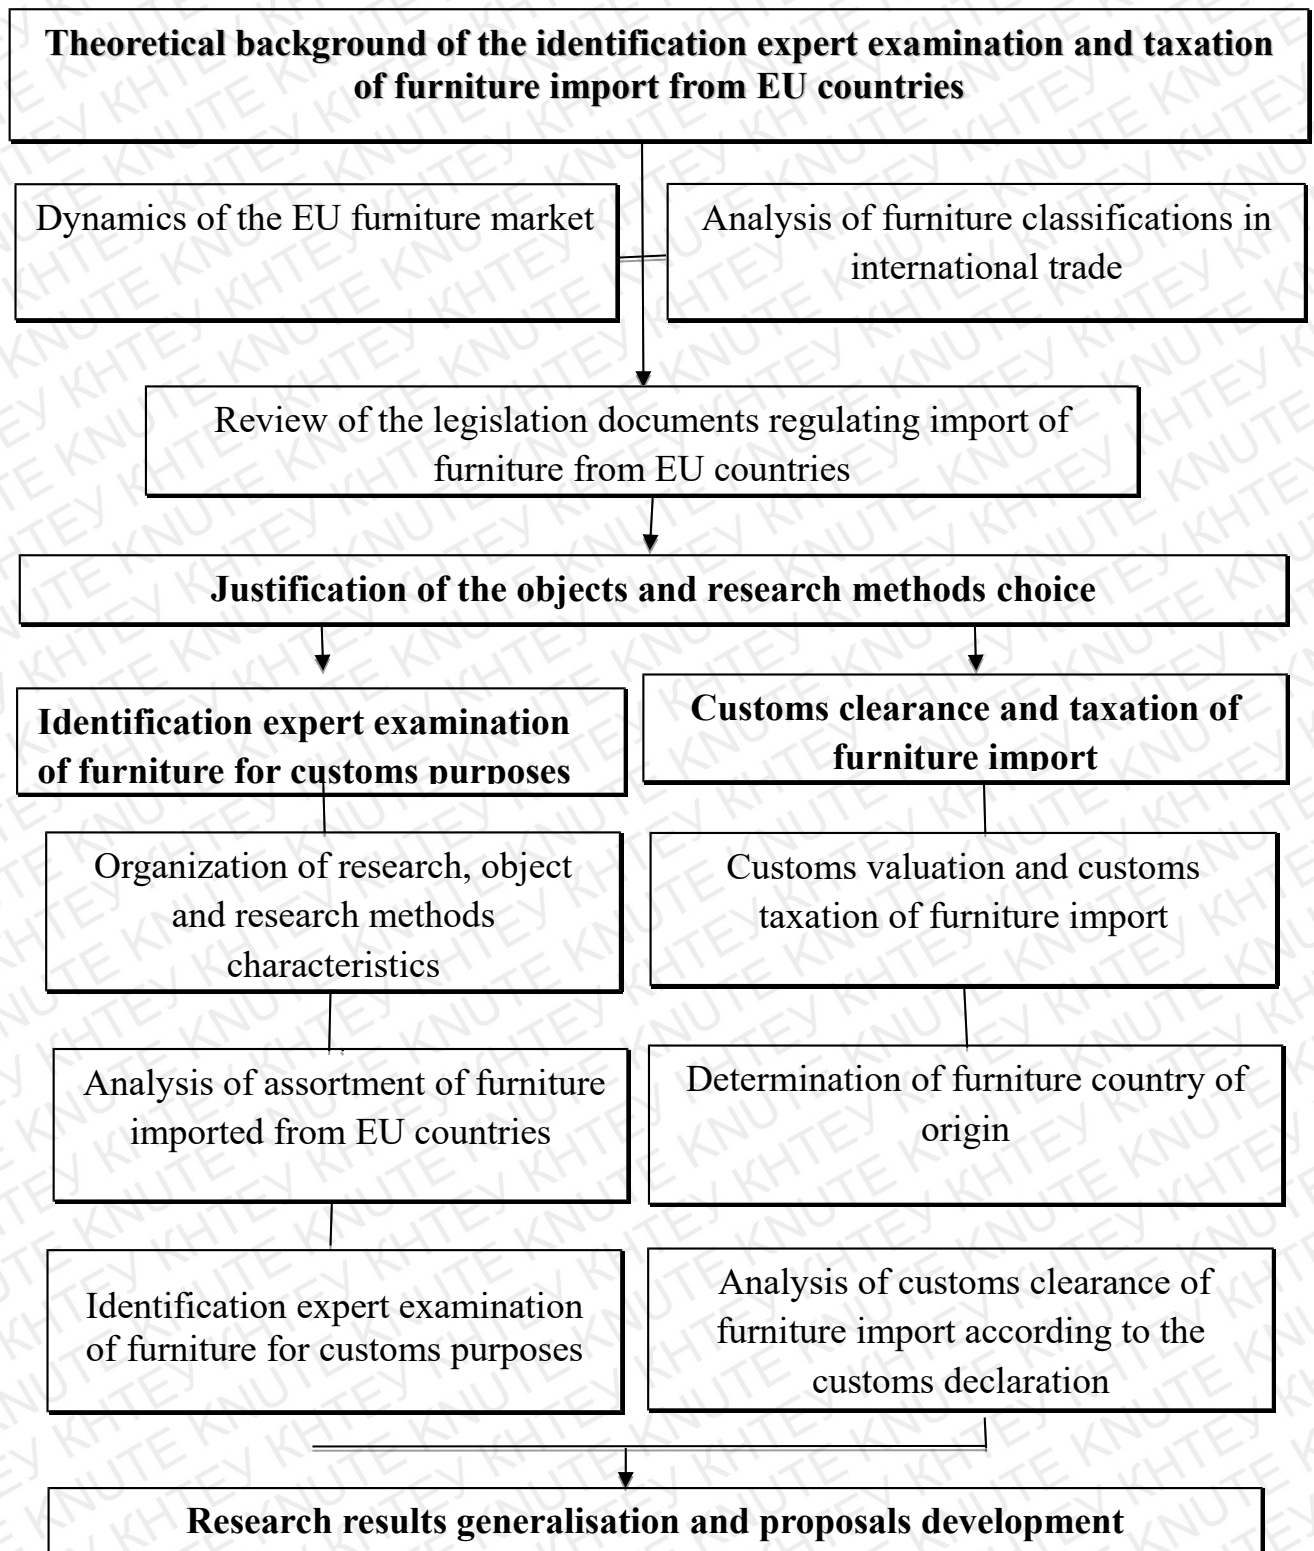 Theoretical background of the identification expert examination and taxation
of furniture import from EU countries
Dynamics of the EU furniture market
Analysis of furniture classifications in
international trade
Review of the legislation documents regulating import of
furniture from EU countries
Justification of the objects and research methods choice
Identification expert examination
of furniture for customs purposes
Customs clearance and taxation of
furniture import
Organization of research, object
and research methods
characteristics
Customs valuation and customs
taxation of furniture import
Analysis of assortment of furniture
imported from EU countries
Determination of furniture country of
origin
Identification expert examination
of furniture for customs purposes
Analysis of customs clearance of
furniture import according to the
customs declaration
Research results generalisation and proposals development